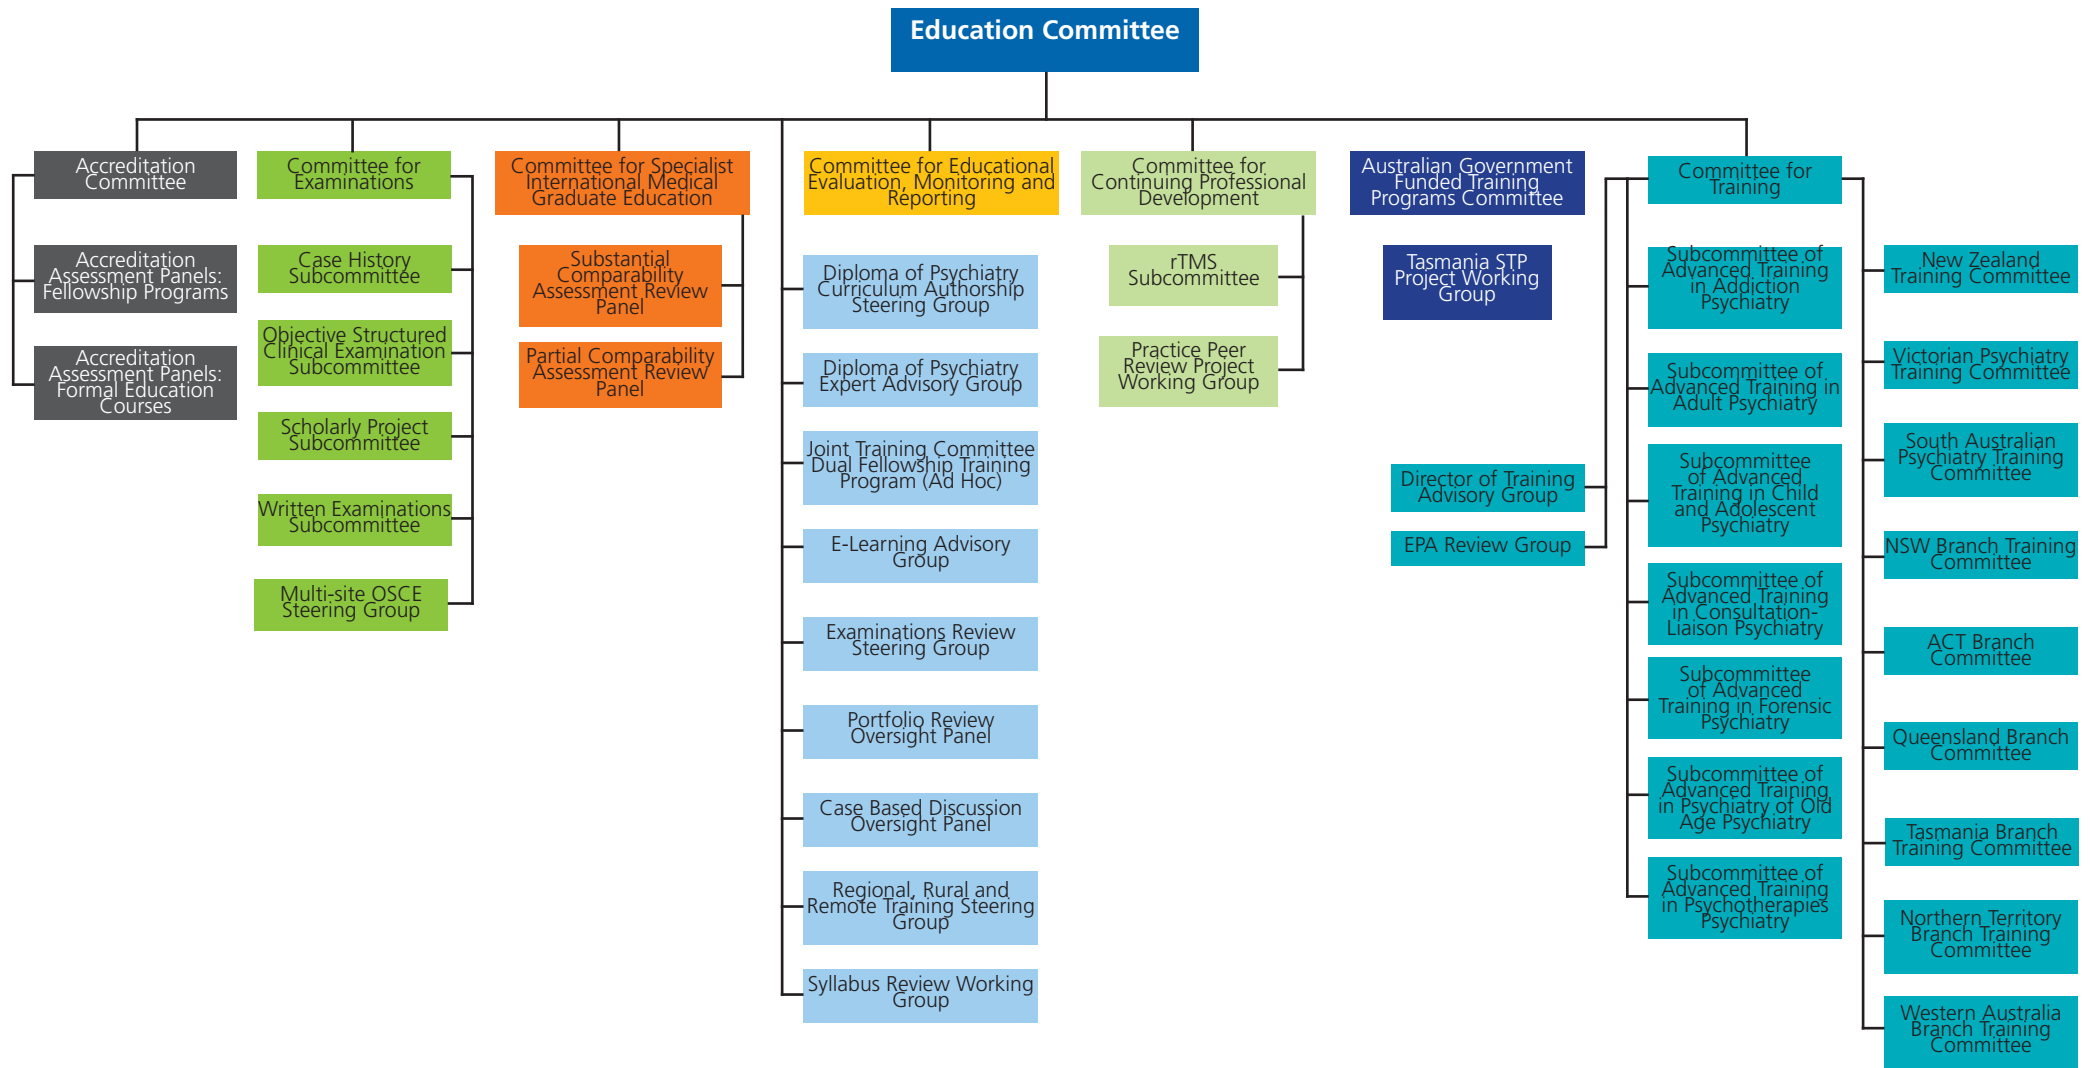 Education Committee
Accreditation
Committee
Accreditation
Assessment Panels:
Fellowship Programs
Accreditation
Assessment Panels:
Formal Education
Courses
Committee for
Examinations
Case History
Subcommittee
Objective Structured
Clinical Examination
Subcommittee
Scholarly Project
Subcommittee
Written Examinations
Subcommittee
Multi-site OSCE
Steering Group
Committee for Specialist
International Medical
Graduate Education
Substantial
Comparability
Assessment Review
Panel
Partial Comparability
Assessment Review
Panel
Committee for Educational
Evaluation, Monitoring and
Reporting
Diploma of Psychiatry
Curriculum Authorship
Steering Group
Diploma of Psychiatry
Expert Advisory Group
Joint Training Committee
Dual Fellowship Training
Program (Ad Hoc)
E-Learning Advisory
Group
Examinations Review
Steering Group
Portfolio Review
Oversight Panel
Case Based Discussion
Oversight Panel
Regional, Rural and
Remote Training Steering
Group
Syllabus Review Working
Group
Committee for
Continuing Professional
Development
rTMS
Subcommittee
Practice Peer
Review Project
Working Group
Australian Government
Funded Training
Programs Committee
Tasmania STP
Project Working
Group
Director of Training
Advisory Group
EPA Review Group
Committee for
Training
Subcommittee of
Advanced Training
in Addiction
Psychiatry
Subcommittee of
Advanced Training in
Adult Psychiatry
Subcommittee
of Advanced
Training in Child
and Adolescent
Psychiatry
Subcommittee of
Advanced Training
in Consultation-
Liaison Psychiatry
Subcommittee
of Advanced
Training in Forensic
Psychiatry
Subcommittee of
Advanced Training
in Psychiatry of Old
Age Psychiatry
Subcommittee of
Advanced Training
in Psychotherapies
Psychiatry
New Zealand
Training Committee
Victorian Psychiatry
Training Committee
South Australian
Psychiatry Training
Committee
NSW Branch Training
Committee
ACT Branch
Committee
Queensland Branch
Committee
Tasmania Branch
Training Committee
Northern Territory
Branch Training
Committee
Western Australia
Branch Training
Committee